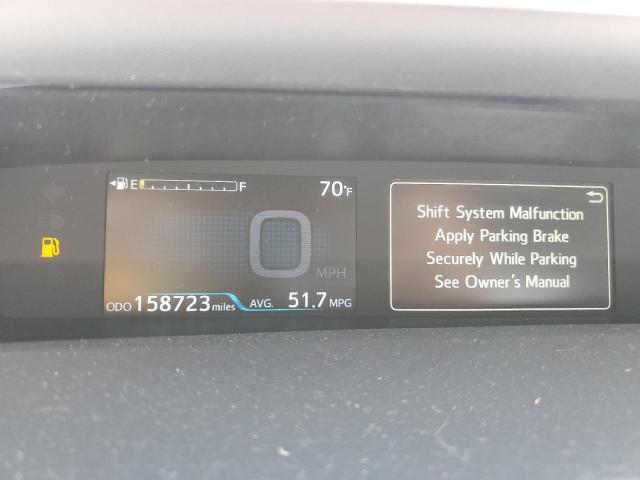 E F
70°F
0
MPH
ODO 158723 miles
AVG. 51.7 MPG
Shift System Malfunction
Apply Parking Brake
Securely While Parking
See Owner's Manual